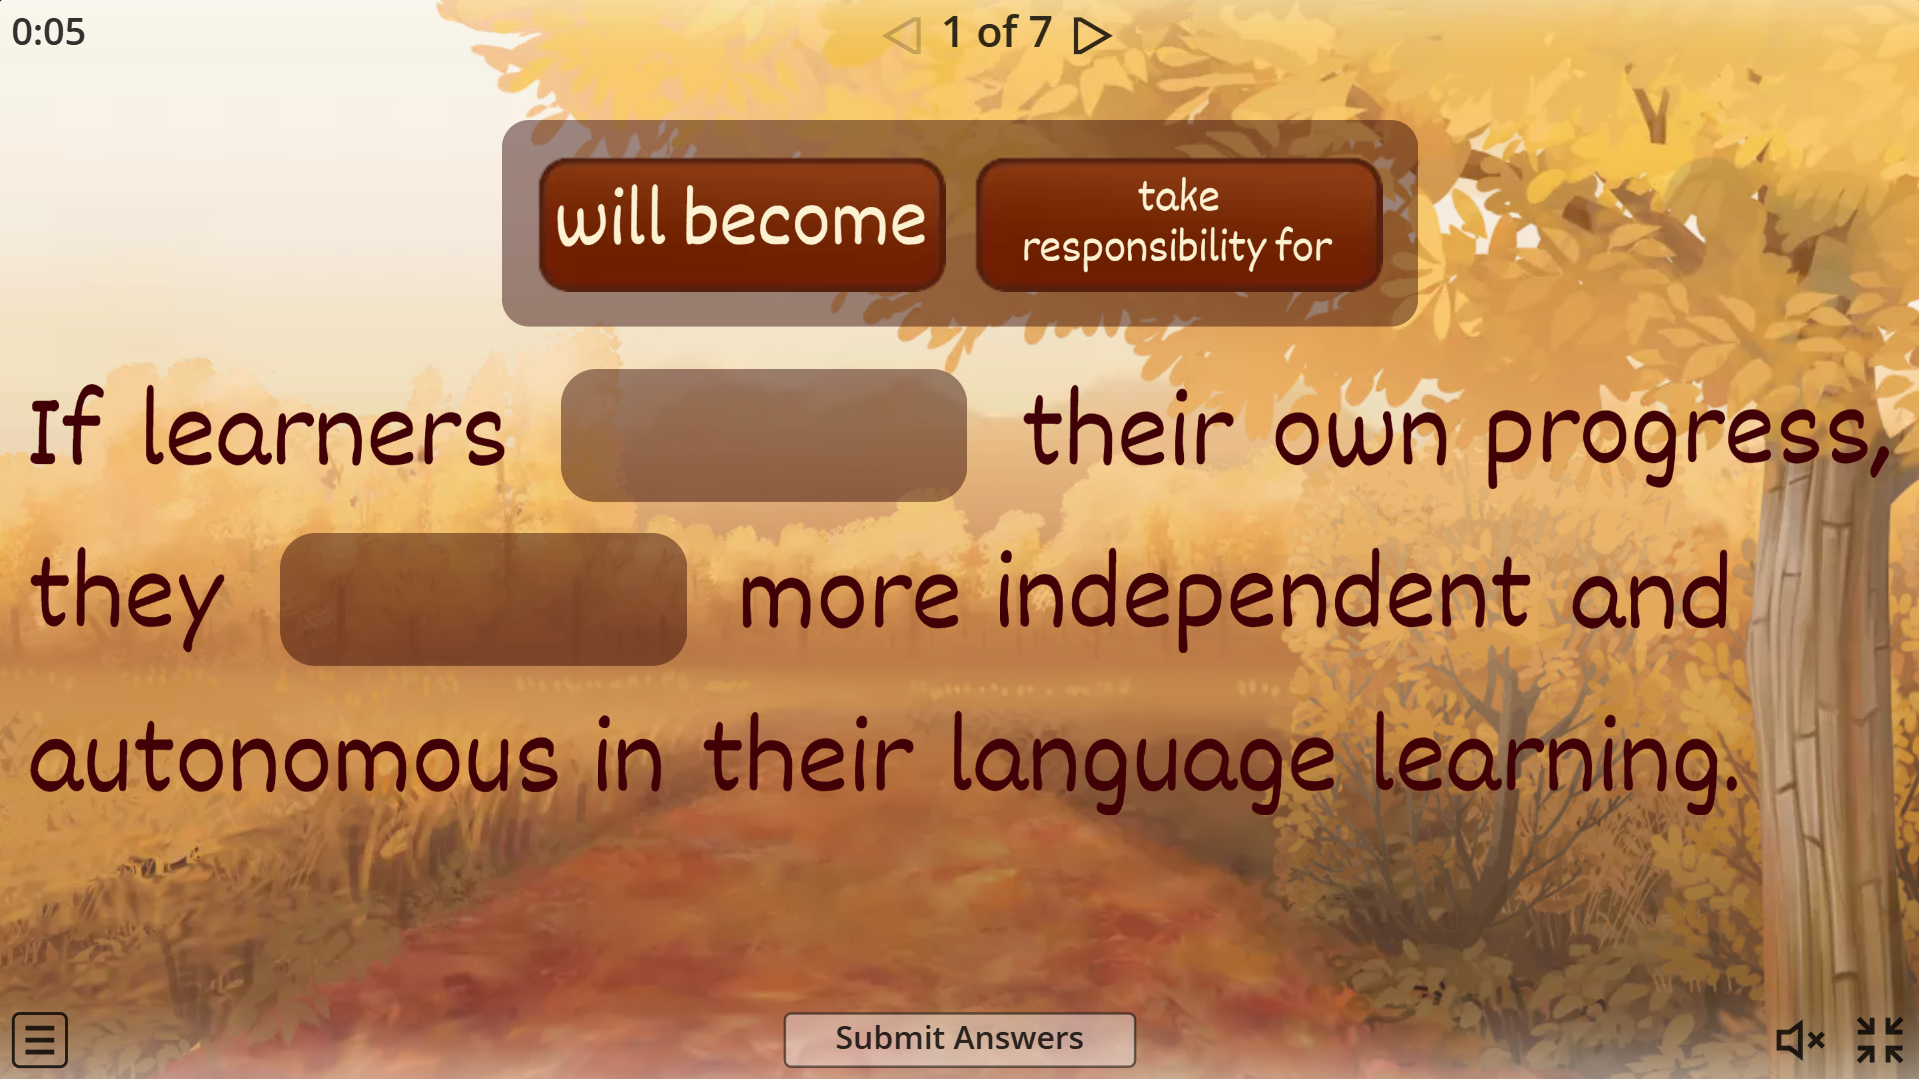 0:05
1 of 7
will become
take
responsibility for
If learners their own progress,
they more independent and
autonomous in their language learning.
Submit Answers